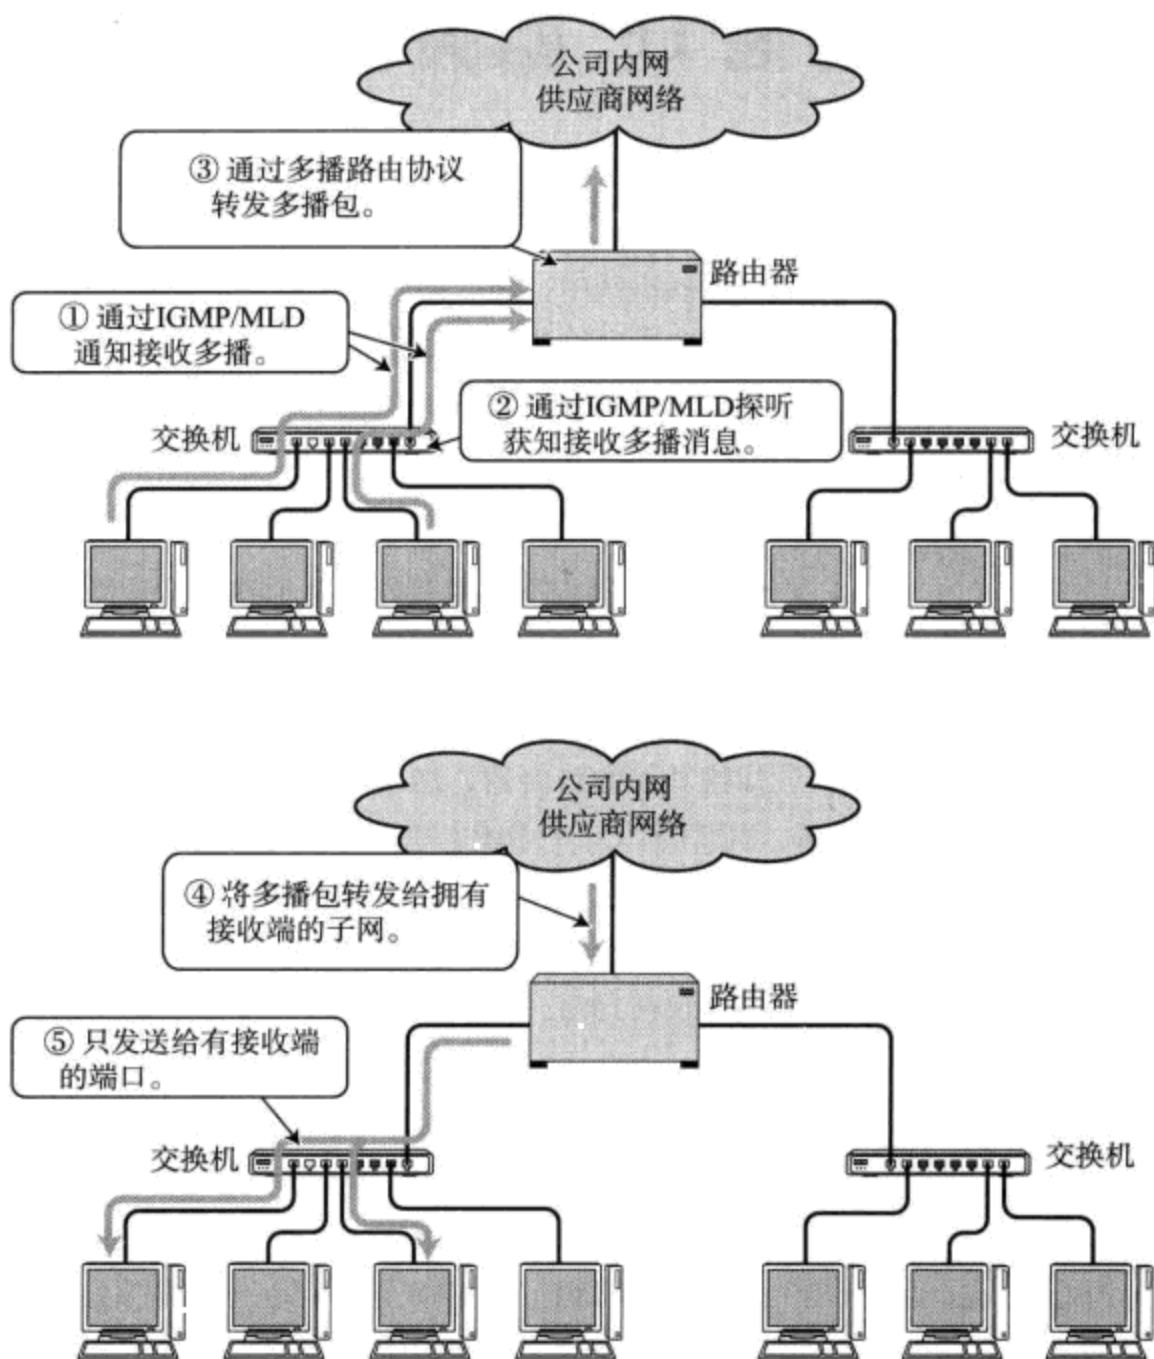 公司内网
供应商网络
③ 通过多播路由协议
转发多播包。
路由器
① 通过IGMP/MLD
通知接收多播。
② 通过IGMP/MLD探听
获知接收多播消息。
交换机
交换机
公司内网
供应商网络
④ 将多播包转发给拥有
接收端的子网。
路由器
⑤ 只发送给有接收端
的端口。
交换机
交换机